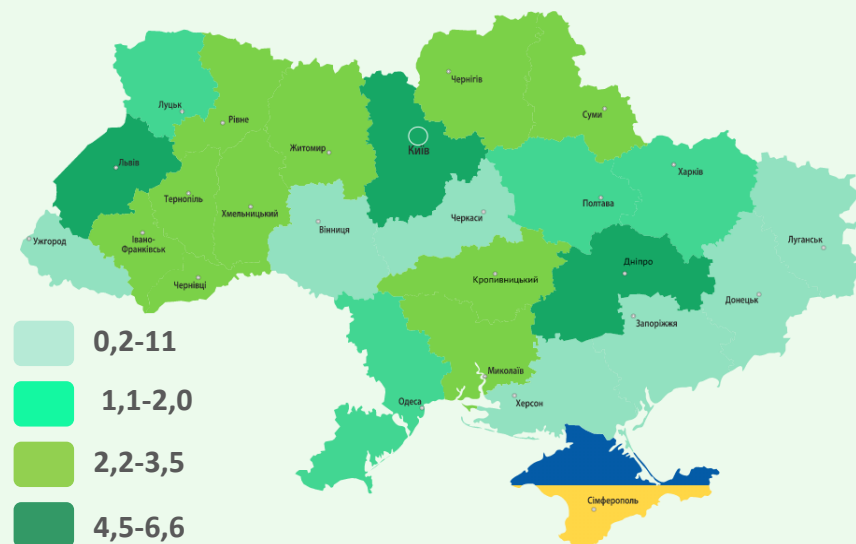 Чернігів
Луцьк
Рівне
Суми
Житомир
Київ
Львів
Харків
Тернопіль
Хмельницький
Полтава
Черкаси
Вінниця
Ужгород
Івано-
Франківськ
Луганськ
Дніпро
Чернівці
Кропивницький
Донецьк
Запоріжжя
Миколаїв
Одеса
Херсон
Сімферополь
0,2-11
1,1-2,0
2,2-3,5
4,5-6,6